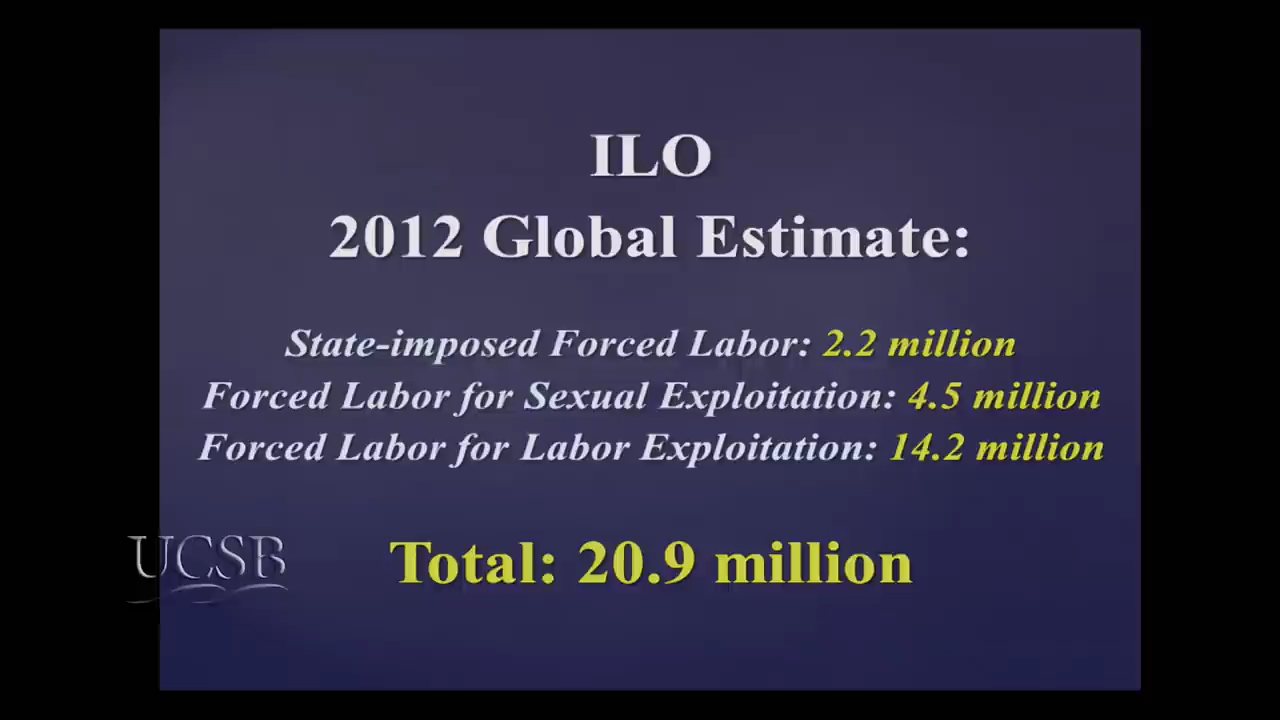 ILO
2012 Global Estimate:
State-imposed Forced Labor: 2.2 million
Forced Labor for Sexual Exploitation: 4.5 million
Forced Labor for Labor Exploitation: 14.2 million
UCSB
Total: 20.9 million